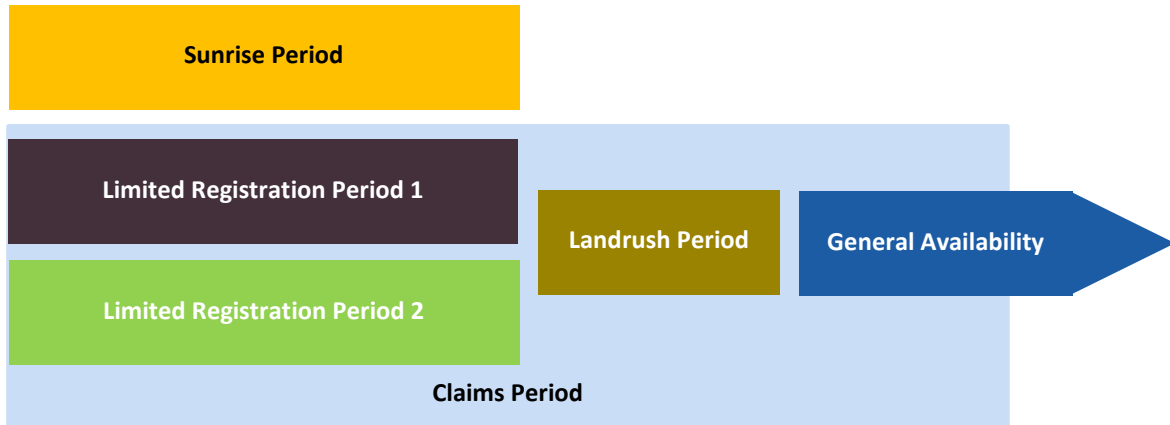 Sunrise Period
Limited Registration Period 1
Landrush Period
General Availability
Limited Registration Period 2
Claims Period